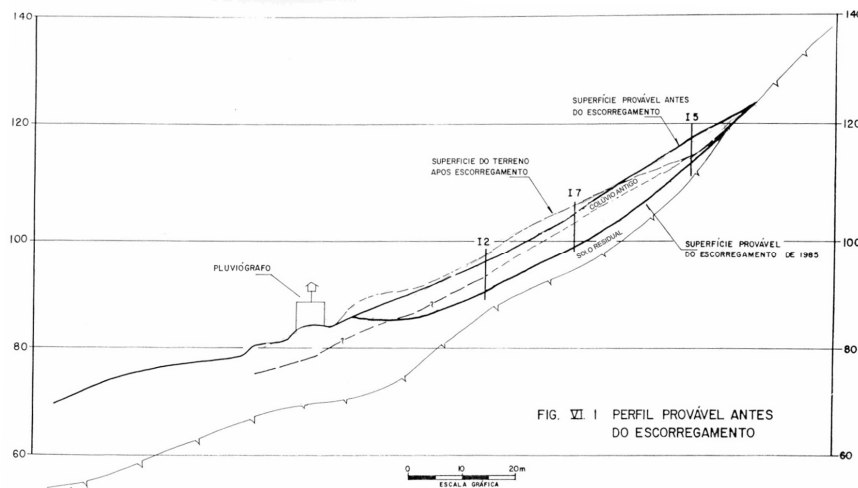 140
140
SUPERFÍCIE PROVÁVEL ANTES
DO ESCORREGAMENTO
I 5
120
120
SUPERFÍCIE DO TERRENO
APOS ESCORREGAMENTO
I 7
COLÚVIO ANTIGO
I 2
100
100
SOLO RESIDUAL
SUPERFÍCIE PROVÁVEL
DO ESCORREGAMENTO DE 1985
PLUVIÓGRAFO
?
?
80
80
FIG. VI. I PERFIL PROVÁVEL ANTES
DO ESCORREGAMENTO
60
60
0 10 20m
ESCALA GRÁFICA